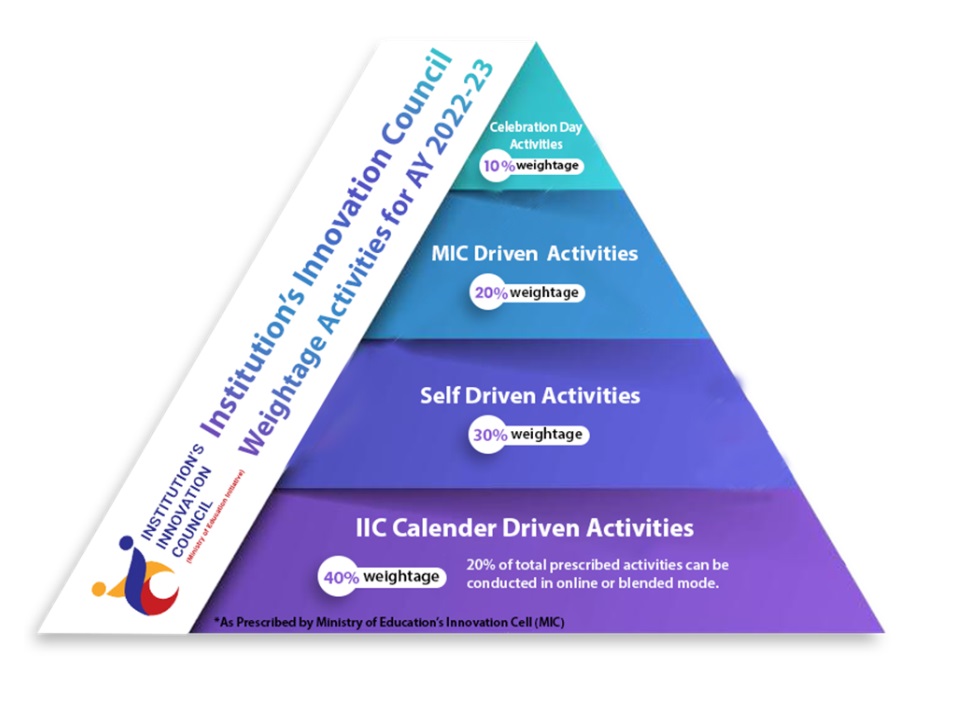 Institution's Innovation Council
Weightage Activities for AY 2022-23
INSTITUTION'S
INNOVATION
COUNCIL
(Ministry of Education Initiative)
Celebration Day
Activities
10% weightage
MIC Driven Activities
20% weightage
Self Driven Activities
30% weightage
IIC Calender Driven Activities
40% weightage
20% of total prescribed activities can be
conducted in online or blended mode.
*As Prescribed by Ministry of Education's Innovation Cell (MIC)